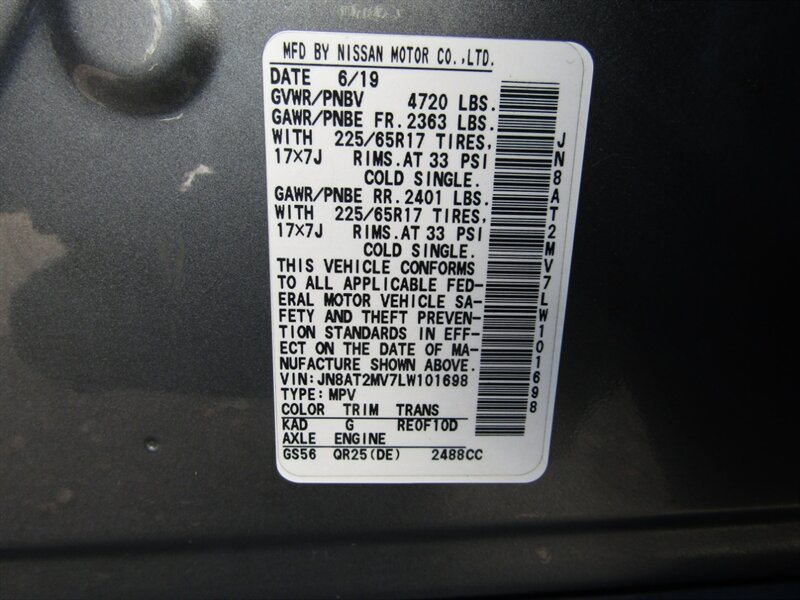 MFD BY NISSAN MOTOR CO.,LTD.
DATE 6/19
GVWR/PNBV 4720 LBS.
GAWR/PNBE FR.2363 LBS.
WITH 225/65R17 TIRES,
17×7J RIMS.AT 33 PSI
COLD SINGLE.
GAWR/PNBE RR.2401 LBS.
WITH 225/65R17 TIRES,
17×7J RIMS.AT 33 PSI
COLD SINGLE.
THIS VEHICLE CONFORMS
TO ALL APPLICABLE FED-
ERAL MOTOR VEHICLE SA-
FETY AND THEFT PREVEN-
TION STANDARDS IN EFF-
ECT ON THE DATE OF MA-
NUFACTURE SHOWN ABOVE.
VIN:JN8AT2MV7LW101698
TYPE:MPV
COLOR TRIM TRANS
KAD G RE0F10D
AXLE ENGINE
GS56 QR25(DE) 2488CC
JN8AT2MV7LW101698